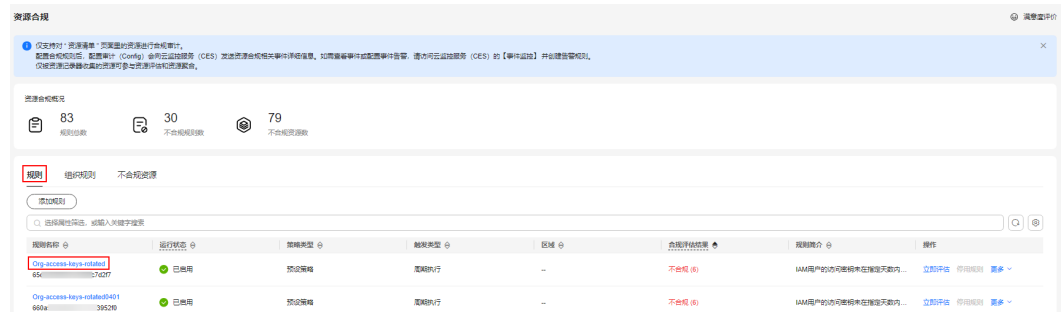 资源合规
满意度评价
仅支持对“资源清单”页面里的资源进行合规审计。
配置合规规则后，配置审计（Config）会向云监控服务（CES）发送资源合规相关事件详细信息。如需查看事件或配置事件告警，请访问云监控服务（CES）的【事件监控】并创建告警规则。
仅被资源记录器收集的资源可参与资源评估和资源聚合。
资源合规概况
83 30 79
规则总数 不合规规则数 不合规资源数
规则 组织规则 不合规资源
添加规则
选择属性筛选，或输入关键字搜索
规则名称 运行状态 策略类型 触发类型 区域 合规评估结果 规则简介 操作
Org-access-keys-rotated 已启用 预设策略 周期执行 -- 不合规 (6) IAM用户的访问密钥未在指定天数内... 立即评估 停用规则 更多
c7d2f7
Org-access-keys-rotated0401 已启用 预设策略 周期执行 -- 不合规 (6) IAM用户的访问密钥未在指定天数内... 立即评估 停用规则 更多
660a 3952f0